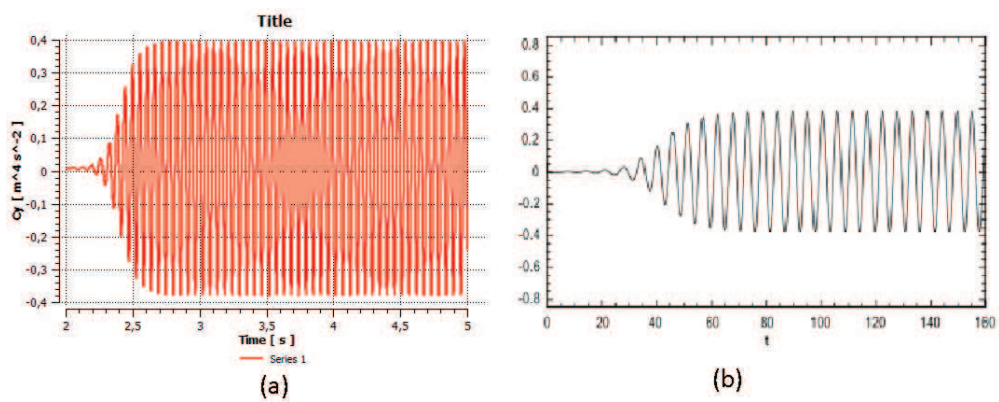 Title
0,4
0,3
0,2
0,1
0
-0,1
-0,2
-0,3
-0,4
Cy [ m^4 s^-2 ]
2 2,5 3 3,5 4 4,5 5
Time [ s ]
Series 1
(a)
0.8
0.6
0.4
0.2
0
-0.2
-0.4
-0.6
-0.8
0 20 40 60 80 100 120 140 160
t
(b)